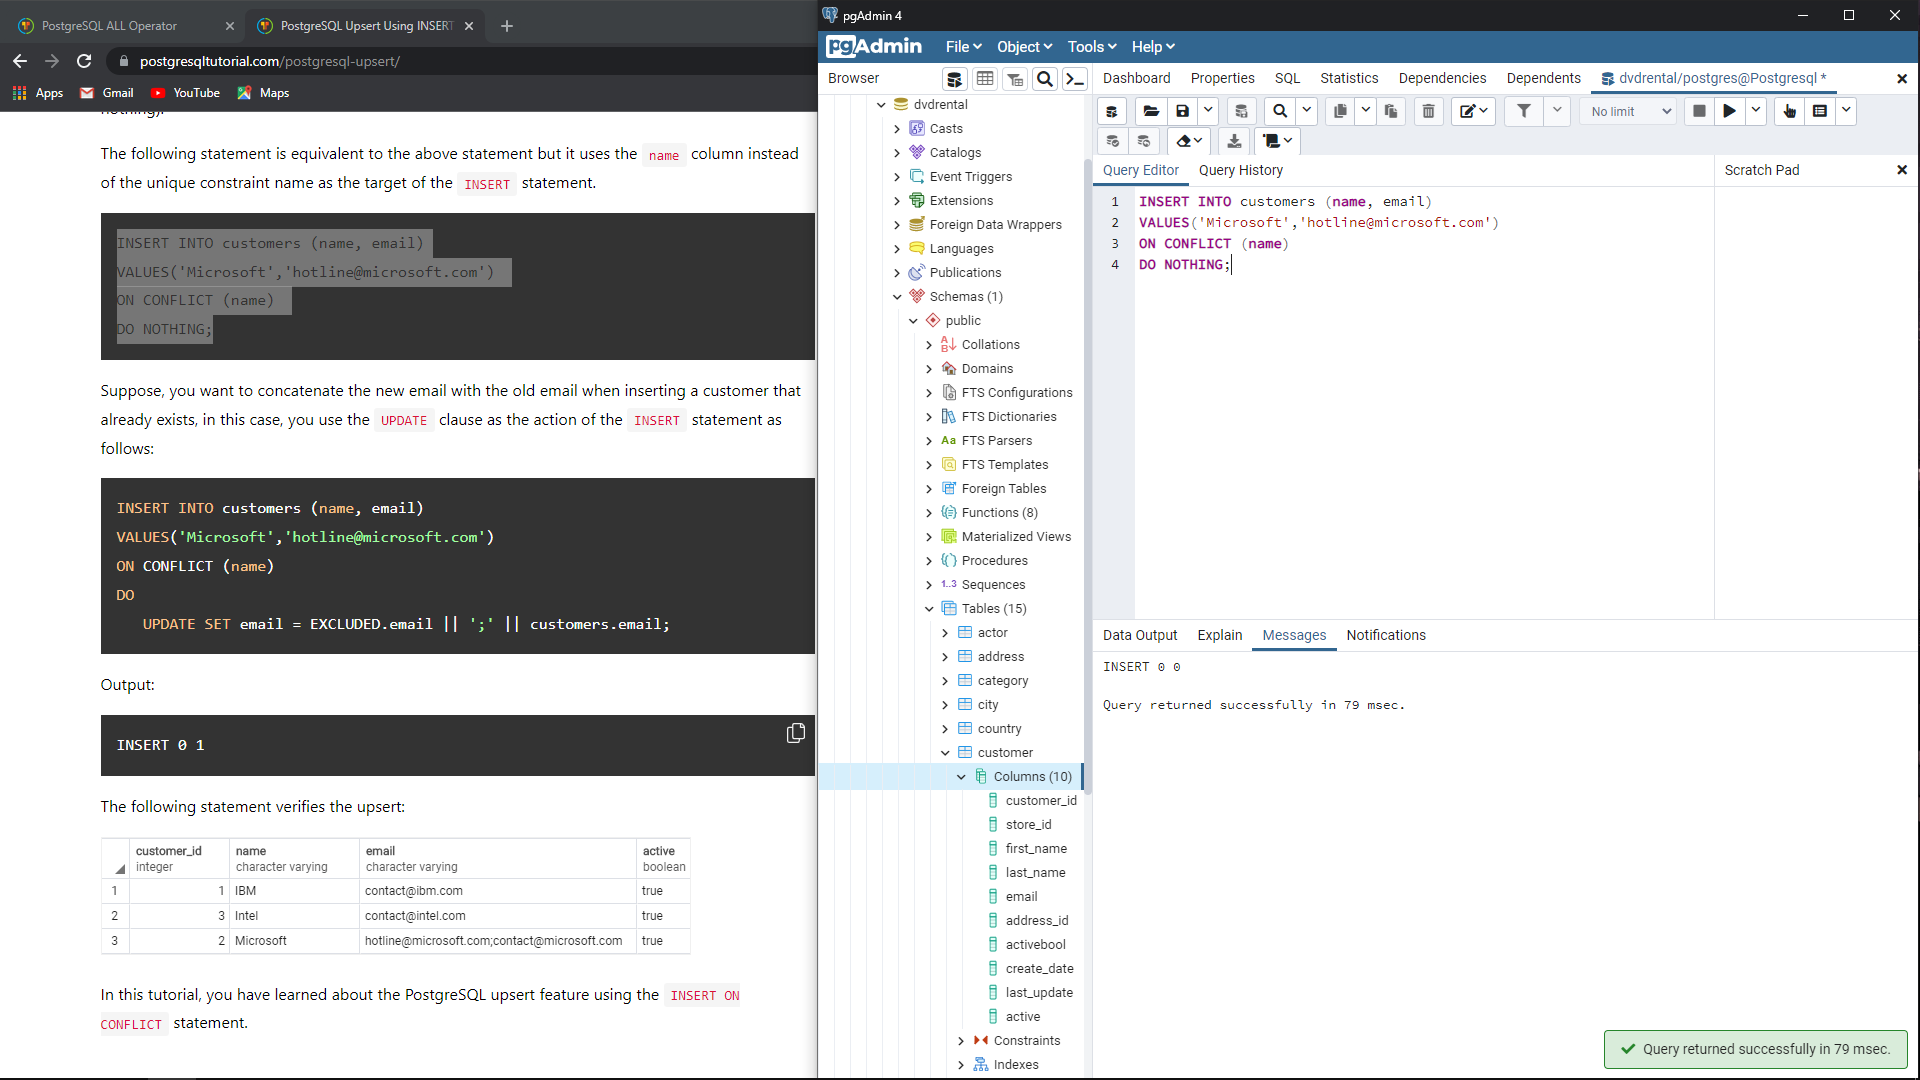 PostgreSQL ALL Operator
PostgreSQL Upsert Using INSERT
postgresqltutorial.com/postgresql-upsert/
Apps
Gmail
YouTube
Maps
nothing).
The following statement is equivalent to the above statement but it uses the name column instead
of the unique constraint name as the target of the INSERT statement.
INSERT INTO customers (name, email)
VALUES('Microsoft','hotline@microsoft.com')
ON CONFLICT (name)
DO NOTHING;
Suppose, you want to concatenate the new email with the old email when inserting a customer that
already exists, in this case, you use the UPDATE clause as the action of the INSERT statement as
follows:
INSERT INTO customers (name, email)
VALUES('Microsoft','hotline@microsoft.com')
ON CONFLICT (name)
DO
UPDATE SET email = EXCLUDED.email || ';' || customers.email;
Output:
INSERT 0 1
The following statement verifies the upsert:
customer_id name email active
integer character varying character varying boolean
1 1 IBM contact@ibm.com true
2 3 Intel contact@intel.com true
3 2 Microsoft hotline@microsoft.com;contact@microsoft.com true
In this tutorial, you have learned about the PostgreSQL upsert feature using the INSERT ON
CONFLICT statement.
pgAdmin 4
pgAdmin File Object Tools Help
Browser
dvdrental
Casts
Catalogs
Event Triggers
Extensions
Foreign Data Wrappers
Languages
Publications
Schemas (1)
public
Collations
Domains
FTS Configurations
FTS Dictionaries
Aa FTS Parsers
FTS Templates
Foreign Tables
Functions (8)
Materialized Views
Procedures
1..3 Sequences
Tables (15)
actor
address
category
city
country
customer
Columns (10)
customer_id
store_id
first_name
last_name
email
address_id
activebool
create_date
last_update
active
Constraints
Indexes
Dashboard Properties SQL Statistics Dependencies Dependents dvdrental/postgres@Postgresql *
No limit
Query Editor Query History
Scratch Pad
1 INSERT INTO customers (name, email)
2 VALUES('Microsoft','hotline@microsoft.com')
3 ON CONFLICT (name)
4 DO NOTHING;
Data Output Explain Messages Notifications
INSERT 0 0
Query returned successfully in 79 msec.
Query returned successfully in 79 msec.